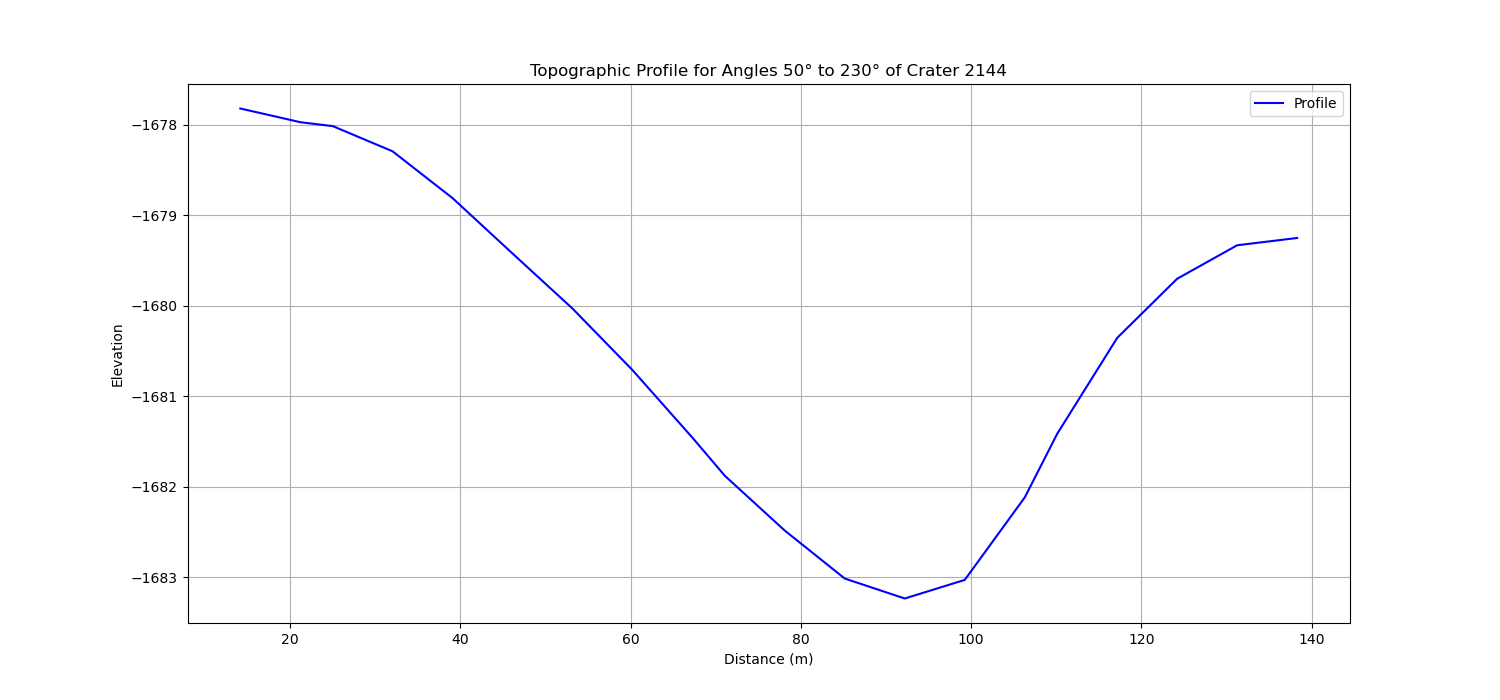 Topographic Profile for Angles 50° to 230° of Crater 2144
Profile
−1678
−1679
−1680
−1681
−1682
−1683
Elevation
20 40 60 80 100 120 140
Distance (m)